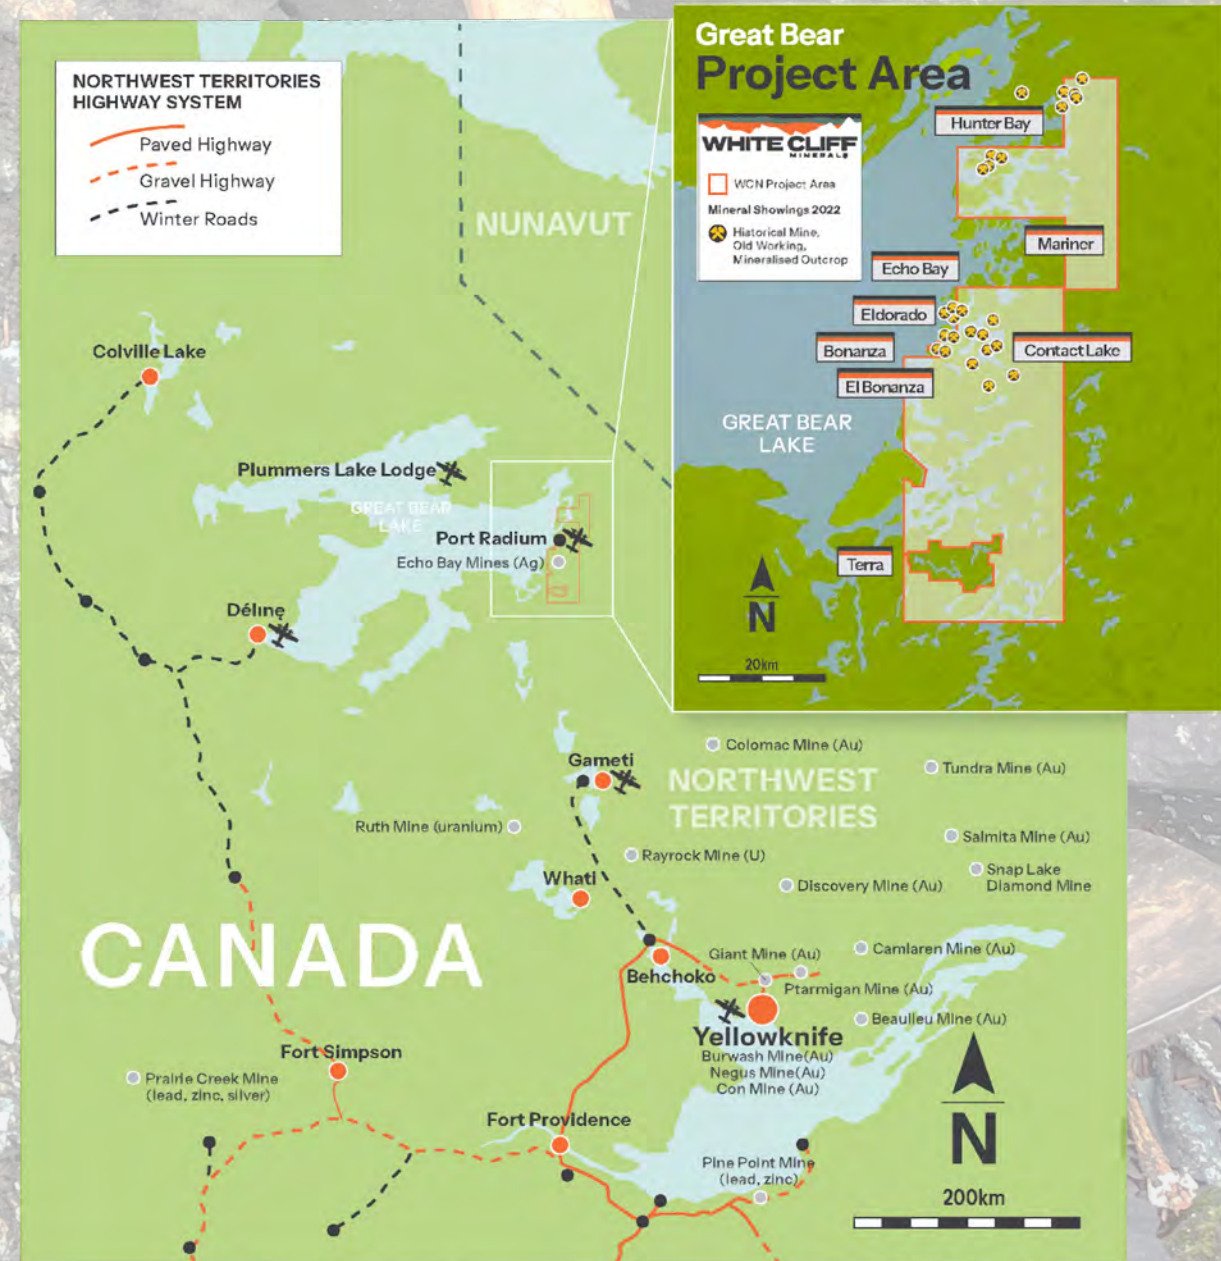 NORTHWEST TERRITORIES
HIGHWAY SYSTEM
Paved Highway
Gravel Highway
Winter Roads
Great Bear
Project Area
WHITE CLIFF
MINERALS
WCN Project Area
Mineral Showings 2022
Historical Mine,
Old Working,
Mineralised Outcrop
Hunter Bay
Mariner
Echo Bay
Eldorado
Bonanza
Contact Lake
El Bonanza
GREAT BEAR
LAKE
Terra
N
20km
NUNAVUT
Colville Lake
Plummers Lake Lodge
GREAT BEAR
LAKE
Port Radium
Echo Bay Mines (Ag)
Délı̨nę
Gameti
NORTHWEST
TERRITORIES
Colomac Mine (Au)
Tundra Mine (Au)
Ruth Mine (uranium)
Rayrock Mine (U)
Salmita Mine (Au)
Snap Lake
Diamond Mine
Discovery Mine (Au)
Whati
CANADA
Behchoko
Giant Mine (Au)
Camlaren Mine (Au)
Ptarmigan Mine (Au)
Beaulieu Mine (Au)
Yellowknife
Burwash Mine(Au)
Negus Mine(Au)
Con Mine (Au)
Fort Simpson
Prairie Creek Mine
(lead, zinc, silver)
Fort Providence
Pine Point Mine
(lead, zinc)
N
200km